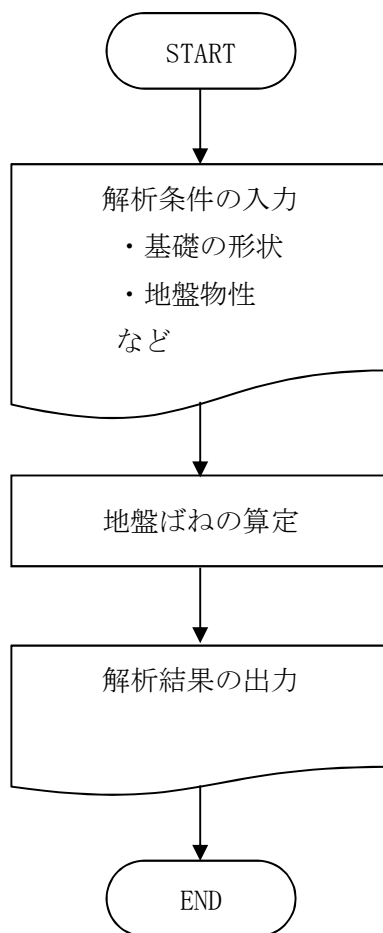 START
解析条件の入力
・基礎の形状
・地盤物性
など
地盤ばねの算定
解析結果の出力
END